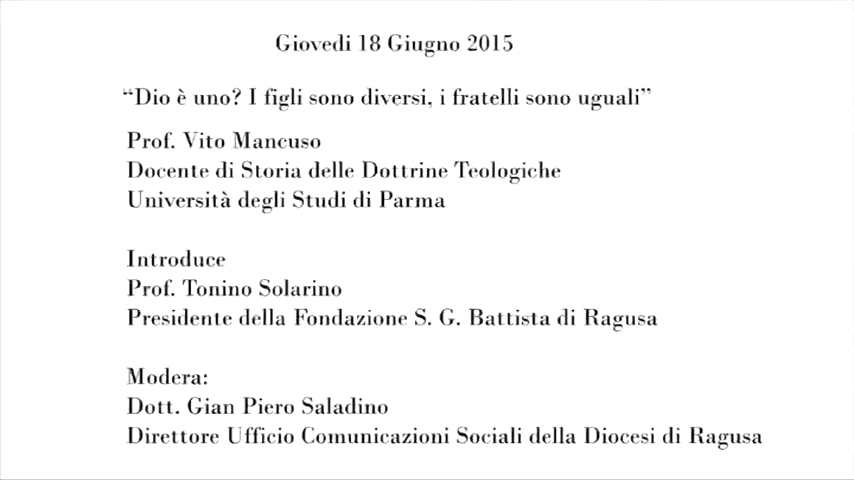 Giovedi 18 Giugno 2015
“Dio è uno? I figli sono diversi, i fratelli sono uguali”
Prof. Vito Mancuso
Docente di Storia delle Dottrine Teologiche
Università degli Studi di Parma
Introduce
Prof. Tonino Solarino
Presidente della Fondazione S. G. Battista di Ragusa
Modera:
Dott. Gian Piero Saladino
Direttore Ufficio Comunicazioni Sociali della Diocesi di Ragusa